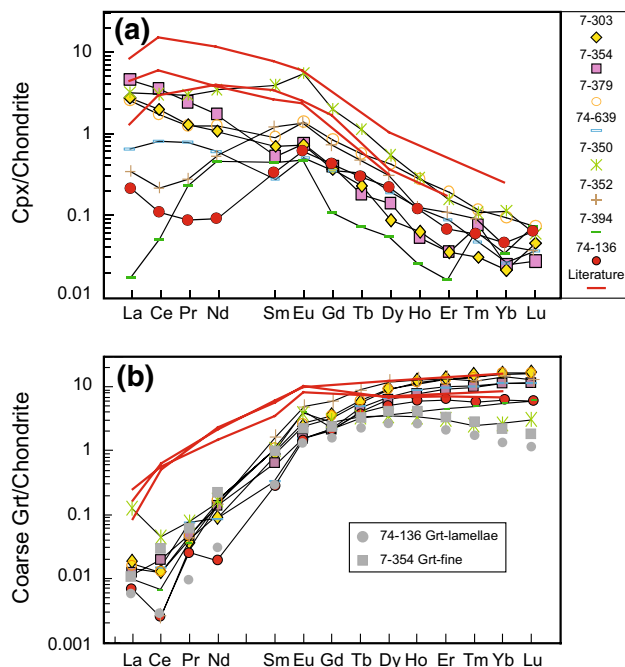 (a)
Cpx/Chondrite
10
1
0.1
0.01
La Ce Pr Nd Sm Eu Gd Tb Dy Ho Er Tm Yb Lu
7-303
7-354
7-379
74-639
7-350
7-352
7-394
74-136
Literature
(b)
Coarse Grt/Chondrite
100
10
1
0.1
0.01
0.001
74-136 Grt-lamellae
7-354 Grt-fine
La Ce Pr Nd Sm Eu Gd Tb Dy Ho Er Tm Yb Lu